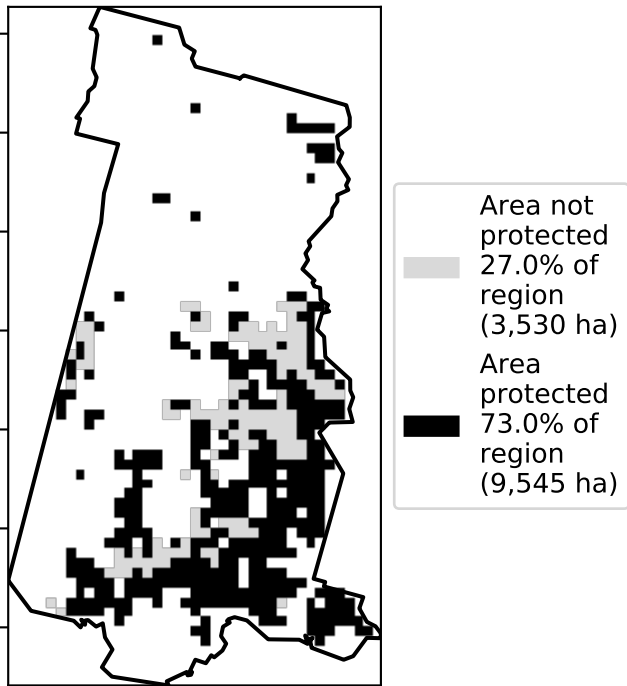 Area not
protected
27.0% of
region
(3,530 ha)
Area
protected
73.0% of
region
(9,545 ha)